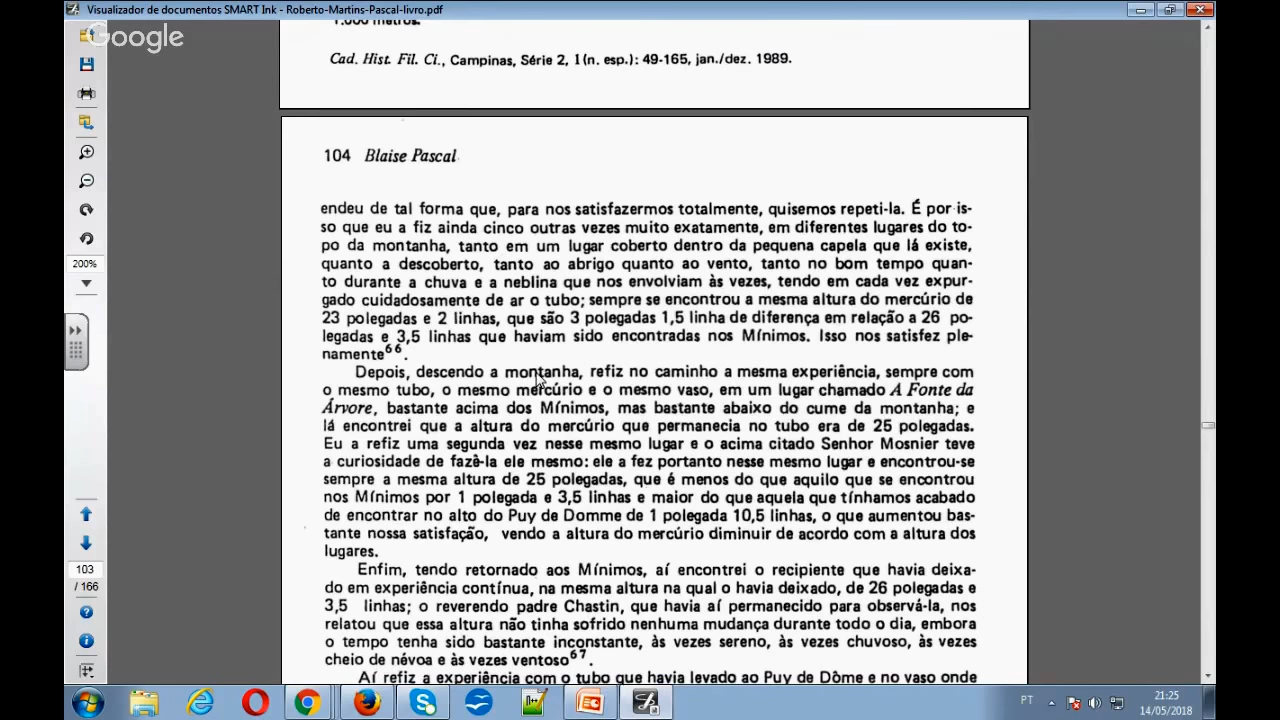 Visualizador de documentos SMART Ink - Roberto-Martins-Pascal-livro.pdf
Google
1.000 metros.
Cad. Hist. Fil. Ci., Campinas, Série 2, 1(n. esp.): 49-165, jan./dez. 1989.
104 Blaise Pascal
endeu de tal forma que, para nos satisfazermos totalmente, quisemos repeti-la. É por is-
so que eu a fiz ainda cinco outras vezes muito exatamente, em diferentes lugares do to-
po da montanha, tanto em um lugar coberto dentro da pequena capela que lá existe,
quanto a descoberto, tanto ao abrigo quanto ao vento, tanto no bom tempo quan-
to durante a chuva e a neblina que nos envolviam às vezes, tendo em cada vez expur-
gado cuidadosamente de ar o tubo; sempre se encontrou a mesma altura do mercúrio de
23 polegadas e 2 linhas, que são 3 polegadas 1,5 linha de diferença em relação a 26 po-
legadas e 3,5 linhas que haviam sido encontradas nos Mínimos. Isso nos satisfez ple-
namente66.
Depois, descendo a montanha, refiz no caminho a mesma experiência, sempre com
o mesmo tubo, o mesmo mercúrio e o mesmo vaso, em um lugar chamado A Fonte da
Árvore, bastante acima dos Mínimos, mas bastante abaixo do cume da montanha; e
lá encontrei que a altura do mercúrio que permanecia no tubo era de 25 polegadas.
Eu a refiz uma segunda vez nesse mesmo lugar e o acima citado Senhor Mosnier teve
a curiosidade de fazê-la ele mesmo: ele a fez portanto nesse mesmo lugar e encontrou-se
sempre a mesma altura de 25 polegadas, que é menos do que aquilo que se encontrou
nos Mínimos por 1 polegada e 3,5 linhas e maior do que aquela que tínhamos acabado
de encontrar no alto do Puy de Domme de 1 polegada 10,5 linhas, o que aumentou bas-
tante nossa satisfação, vendo a altura do mercúrio diminuir de acordo com a altura dos
lugares.
Enfim, tendo retornado aos Mínimos, aí encontrei o recipiente que havia deixa-
do em experiência contínua, na mesma altura na qual o havia deixado, de 26 polegadas e
3,5 linhas; o reverendo padre Chastin, que havia aí permanecido para observá-la, nos
relatou que essa altura não tinha sofrido nenhuma mudança durante todo o dia, embora
o tempo tenha sido bastante inconstante, às vezes sereno, às vezes chuvoso, às vezes
cheio de névoa e às vezes ventoso67.
Aí refiz a experiência com o tubo que havia levado ao Puy de Dôme e no vaso onde
200%
103
/ 166
PT
21:25
14/05/2018